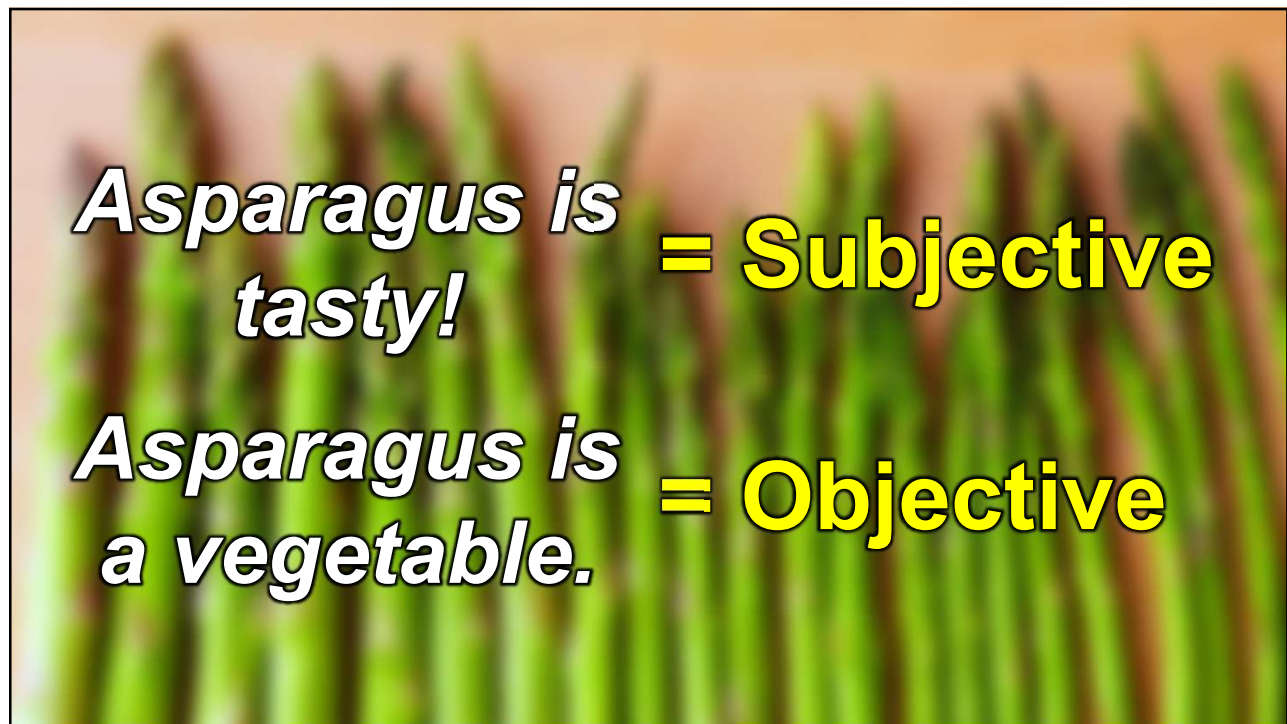 Asparagus is
tasty!
= Subjective
Asparagus is
a vegetable.
= Objective